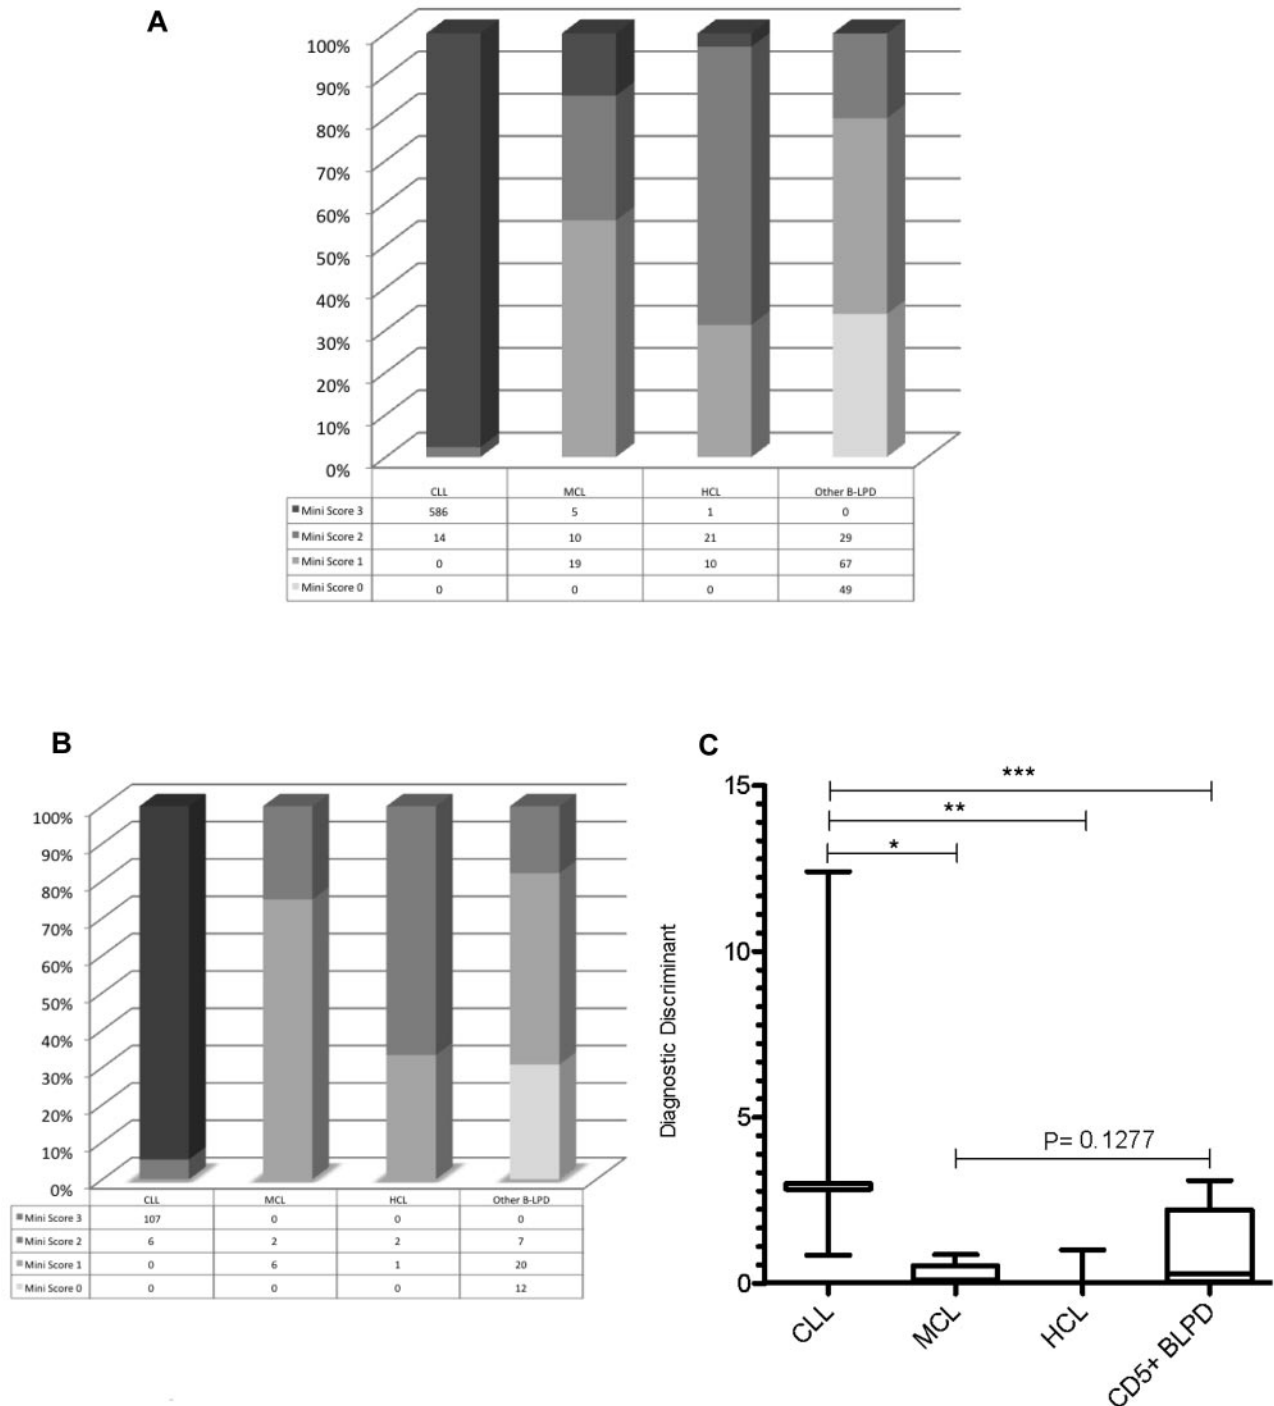 A
100%
90%
80%
70%
60%
50%
40%
30%
20%
10%
0%
CLL MCL HCL Other B-LPD
Mini Score 3 586 5 1 0
Mini Score 2 14 10 21 29
Mini Score 1 0 19 10 67
Mini Score 0 0 0 0 49
B
100%
90%
80%
70%
60%
50%
40%
30%
20%
10%
0%
CLL MCL HCL Other B-LPD
Mini Score 3 107 0 0 0
Mini Score 2 6 2 2 7
Mini Score 1 0 6 1 20
Mini Score 0 0 0 0 12
C
Diagnostic Discriminant
15
10
5
0
***
**
*
P= 0.1277
CLL
MCL
HCL
CD5+ BLPD